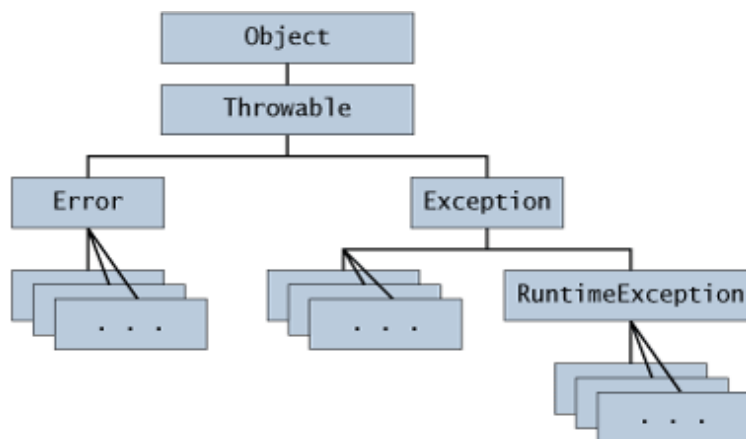 Object
Throwable
Error
Exception
RuntimeException
. . .
. . .
. . .